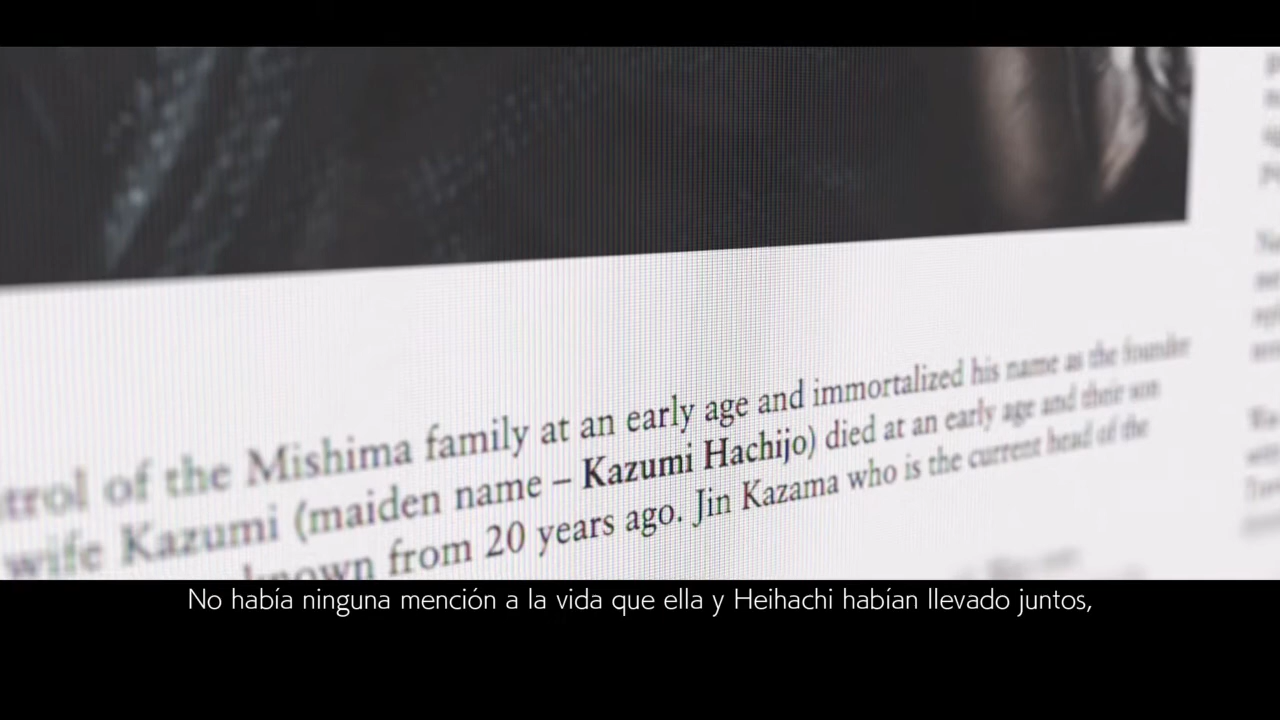 trol of the Mishima family at an early age and immortalized his name as the founder
wife Kazumi (maiden name – Kazumi Hachijo) died at an early age and their son
known from 20 years ago. Jin Kazama who is the current head of the
No había ninguna mención a la vida que ella y Heihachi habían llevado juntos,